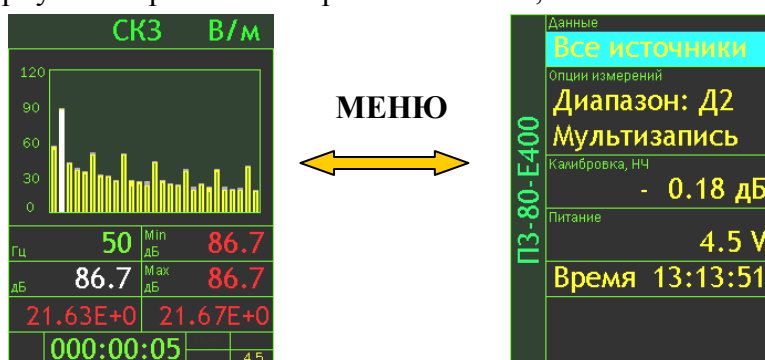 СКЗ В/м
120
90
60
30
0
Гц 50 Min дБ 86.7
дБ 86.7 Max дБ 86.7
21.63E+0 21.67E+0
000:00:05 4.5
МЕНЮ
П3-80-Е400
Данные
Все источники
Опции измерений
Диапазон: Д2
Мультизапись
Калибровка, НЧ
- 0.18 дБ
Питание
4.5 V
Время 13:13:51